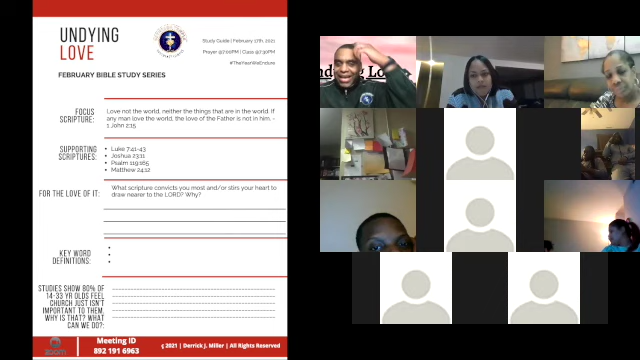 UNDYING
LOVE
Study Guide | February 17th, 2021
Prayer @7:00PM | Class @7:30PM
#TheYearWeEndure
FEBRUARY BIBLE STUDY SERIES
FOCUS
SCRIPTURE:
Love not the world, neither the things that are in the world. If
any man love the world, the love of the Father is not in him. -
1 John 2:15
SUPPORTING
SCRIPTURES:
• Luke 7:41-43
• Joshua 23:11
• Psalm 119:165
• Matthew 24:12
FOR THE LOVE OF IT:
What scripture convicts you most and/or stirs your heart to
draw nearer to the LORD? Why?
KEY WORD
DEFINITIONS:
STUDIES SHOW 80% OF
14-33 YR OLDS FEEL
CHURCH JUST ISN'T
IMPORTANT TO THEM.
WHY IS THAT? WHAT
CAN WE DO?:
zoom
Meeting ID
892 191 6963
© 2021 | Derrick J. Miller | All Rights Reserved